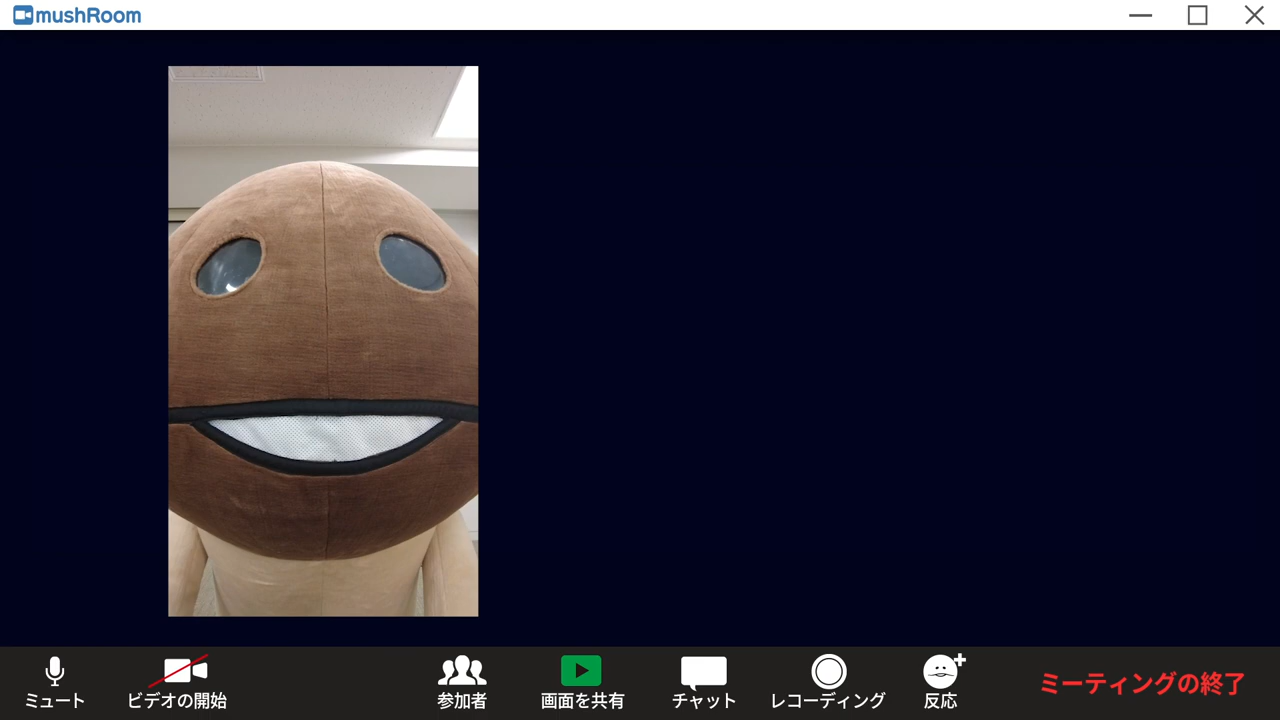 mushRoom
ミュート
ビデオの開始
参加者
画面を共有
チャット
レコーディング
反応
ミーティングの終了